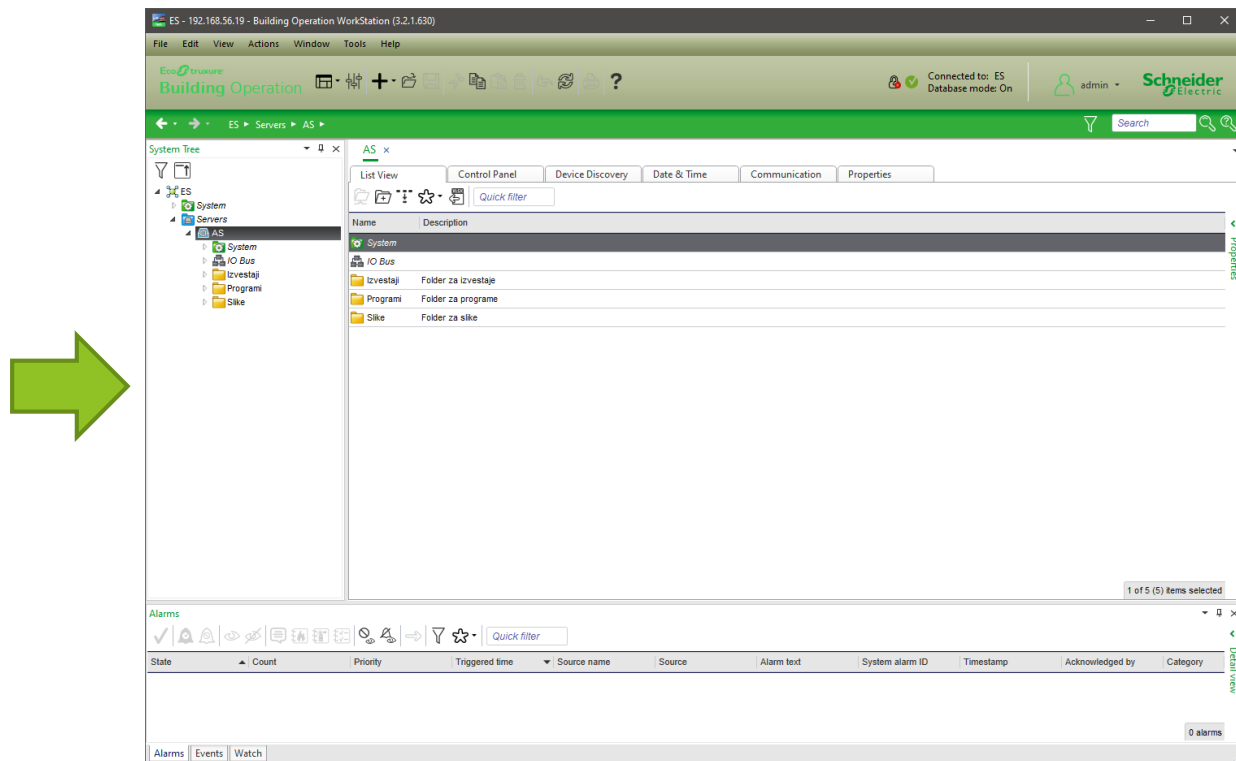 ES - 192.168.56.19 - Building Operation WorkStation (3.2.1.630)
File Edit View Actions Window Tools Help
EcoStruxure
Building Operation
Connected to: ES
Database mode: On
admin
Schneider
Electric
ES Servers AS
Search
System Tree
ES
System
Servers
AS
System
IO Bus
Izvestaji
Programi
Slike
AS
List View Control Panel Device Discovery Date & Time Communication Properties
Quick filter
Name Description
System
IO Bus
Izvestaji Folder za izvestaje
Programi Folder za programe
Slike Folder za slike
Properties
1 of 5 (5) items selected
Alarms
Quick filter
State Count Priority Triggered time Source name Source Alarm text System alarm ID Timestamp Acknowledged by Category
Detail view
0 alarms
Alarms Events Watch